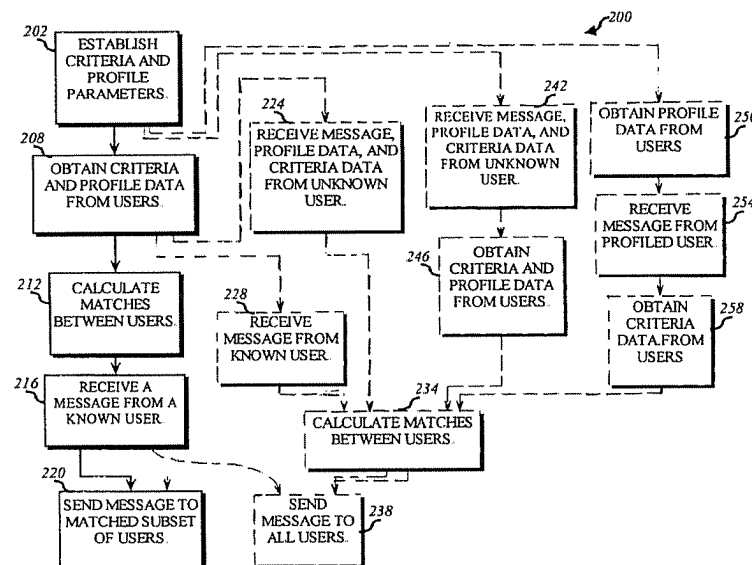 200
202
ESTABLISH
CRITERIA AND
PROFILE
PARAMETERS.
208
OBTAIN CRITERIA
AND PROFILE DATA
FROM USERS.
212
CALCULATE
MATCHES
BETWEEN USERS.
216
RECEIVE A
MESSAGE FROM A
KNOWN USER.
220
SEND MESSAGE TO
MATCHED SUBSET
OF USERS.
224
RECEIVE MESSAGE,
PROFILE DATA, AND
CRITERIA DATA
FROM UNKNOWN
USER.
228
RECEIVE
MESSAGE FROM
KNOWN USER.
234
CALCULATE MATCHES
BETWEEN USERS.
SEND
MESSAGE TO
ALL USERS.
238
242
RECEIVE MESSAGE,
PROFILE DATA, AND
CRITERIA DATA
FROM UNKNOWN
USER.
246
OBTAIN
CRITERIA AND
PROFILE DATA
FROM USERS.
OBTAIN PROFILE
DATA FROM
USERS
250
RECEIVE
MESSAGE FROM
PROFILED USER.
254
OBTAIN
CRITERIA
DATA FROM
USERS
258